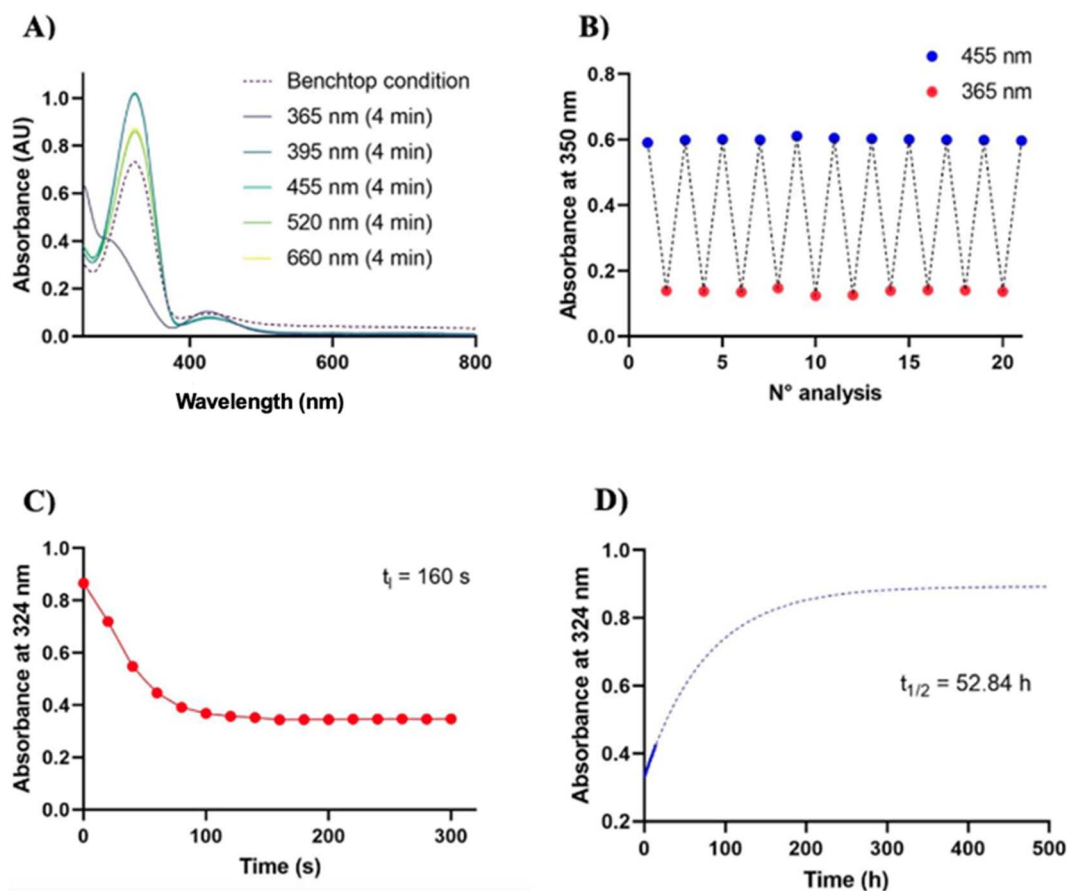 A)
Absorbance (AU)
1.0
0.8
0.6
0.4
0.2
0.0
400
600
800
Wavelength (nm)
Benchtop condition
365 nm (4 min)
395 nm (4 min)
455 nm (4 min)
520 nm (4 min)
660 nm (4 min)
B)
455 nm
365 nm
Absorbance at 350 nm
0.8
0.6
0.4
0.2
0.0
0
5
10
15
20
N° analysis
C)
Absorbance at 324 nm
1.0
0.8
0.6
0.4
0.2
0.0
0
100
200
300
Time (s)
tᵢ = 160 s
D)
Absorbance at 324 nm
1.0
0.8
0.6
0.4
0.2
0
100
200
300
400
500
Time (h)
t1/2 = 52.84 h